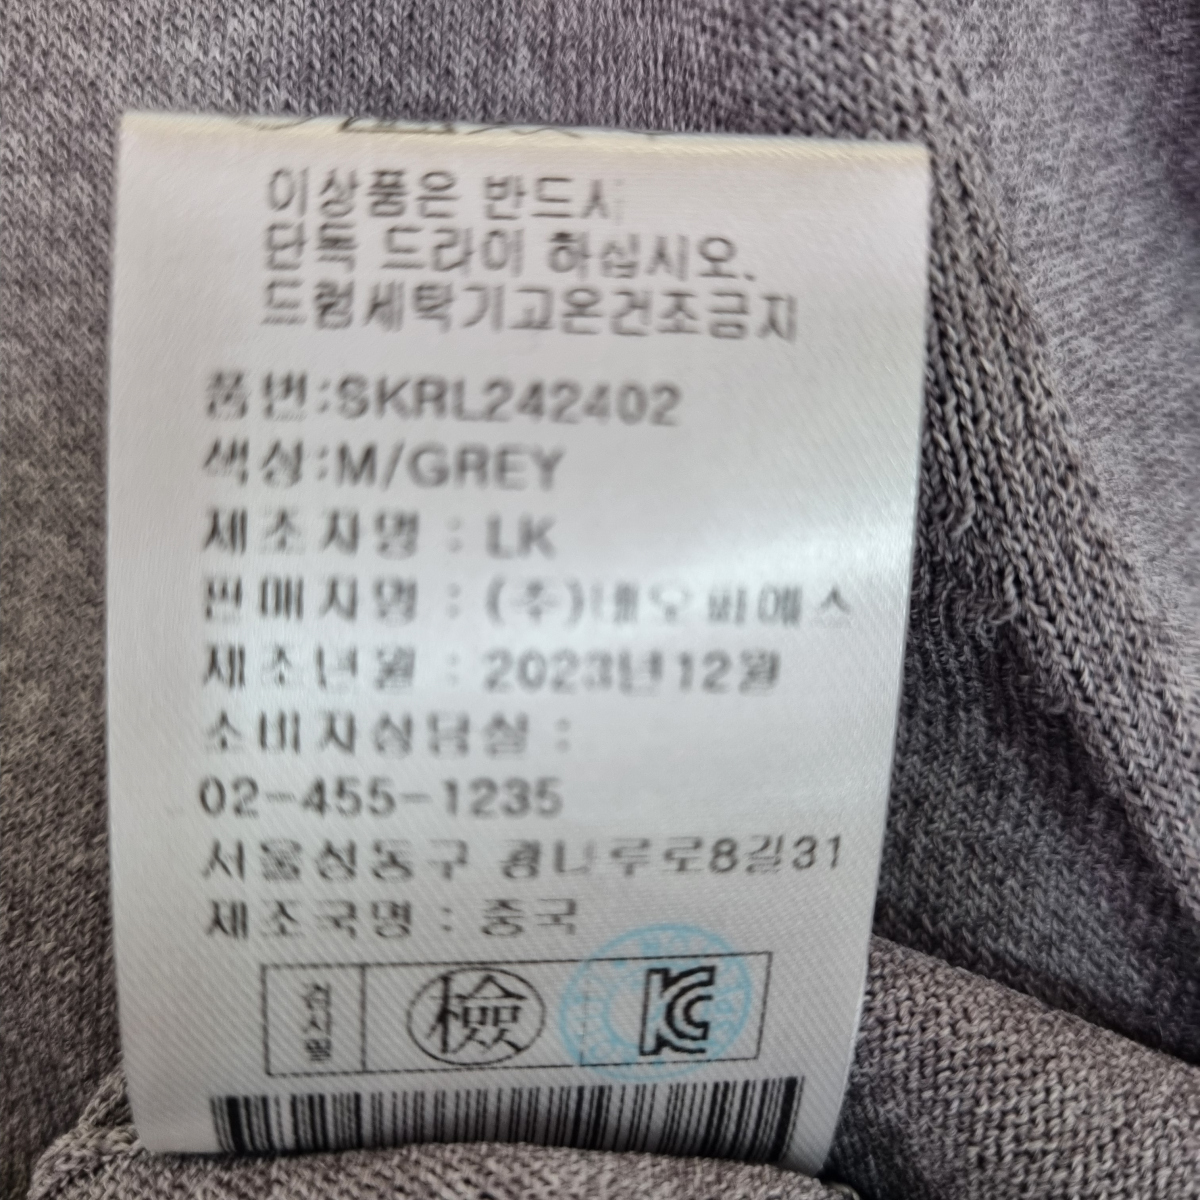 이상품은 반드시
단독 드라이 하십시오.
드럼세탁기고온건조금지
품번:SKRL242402
색상:M/GREY
제조자명 : LK
판매자명 : (주)네오피에스
제조년월 : 2023년12월
소비자상담실 :
02-455-1235
서울성동구 광나루로8길31
제조국명 : 중국
검사필 檢 KC